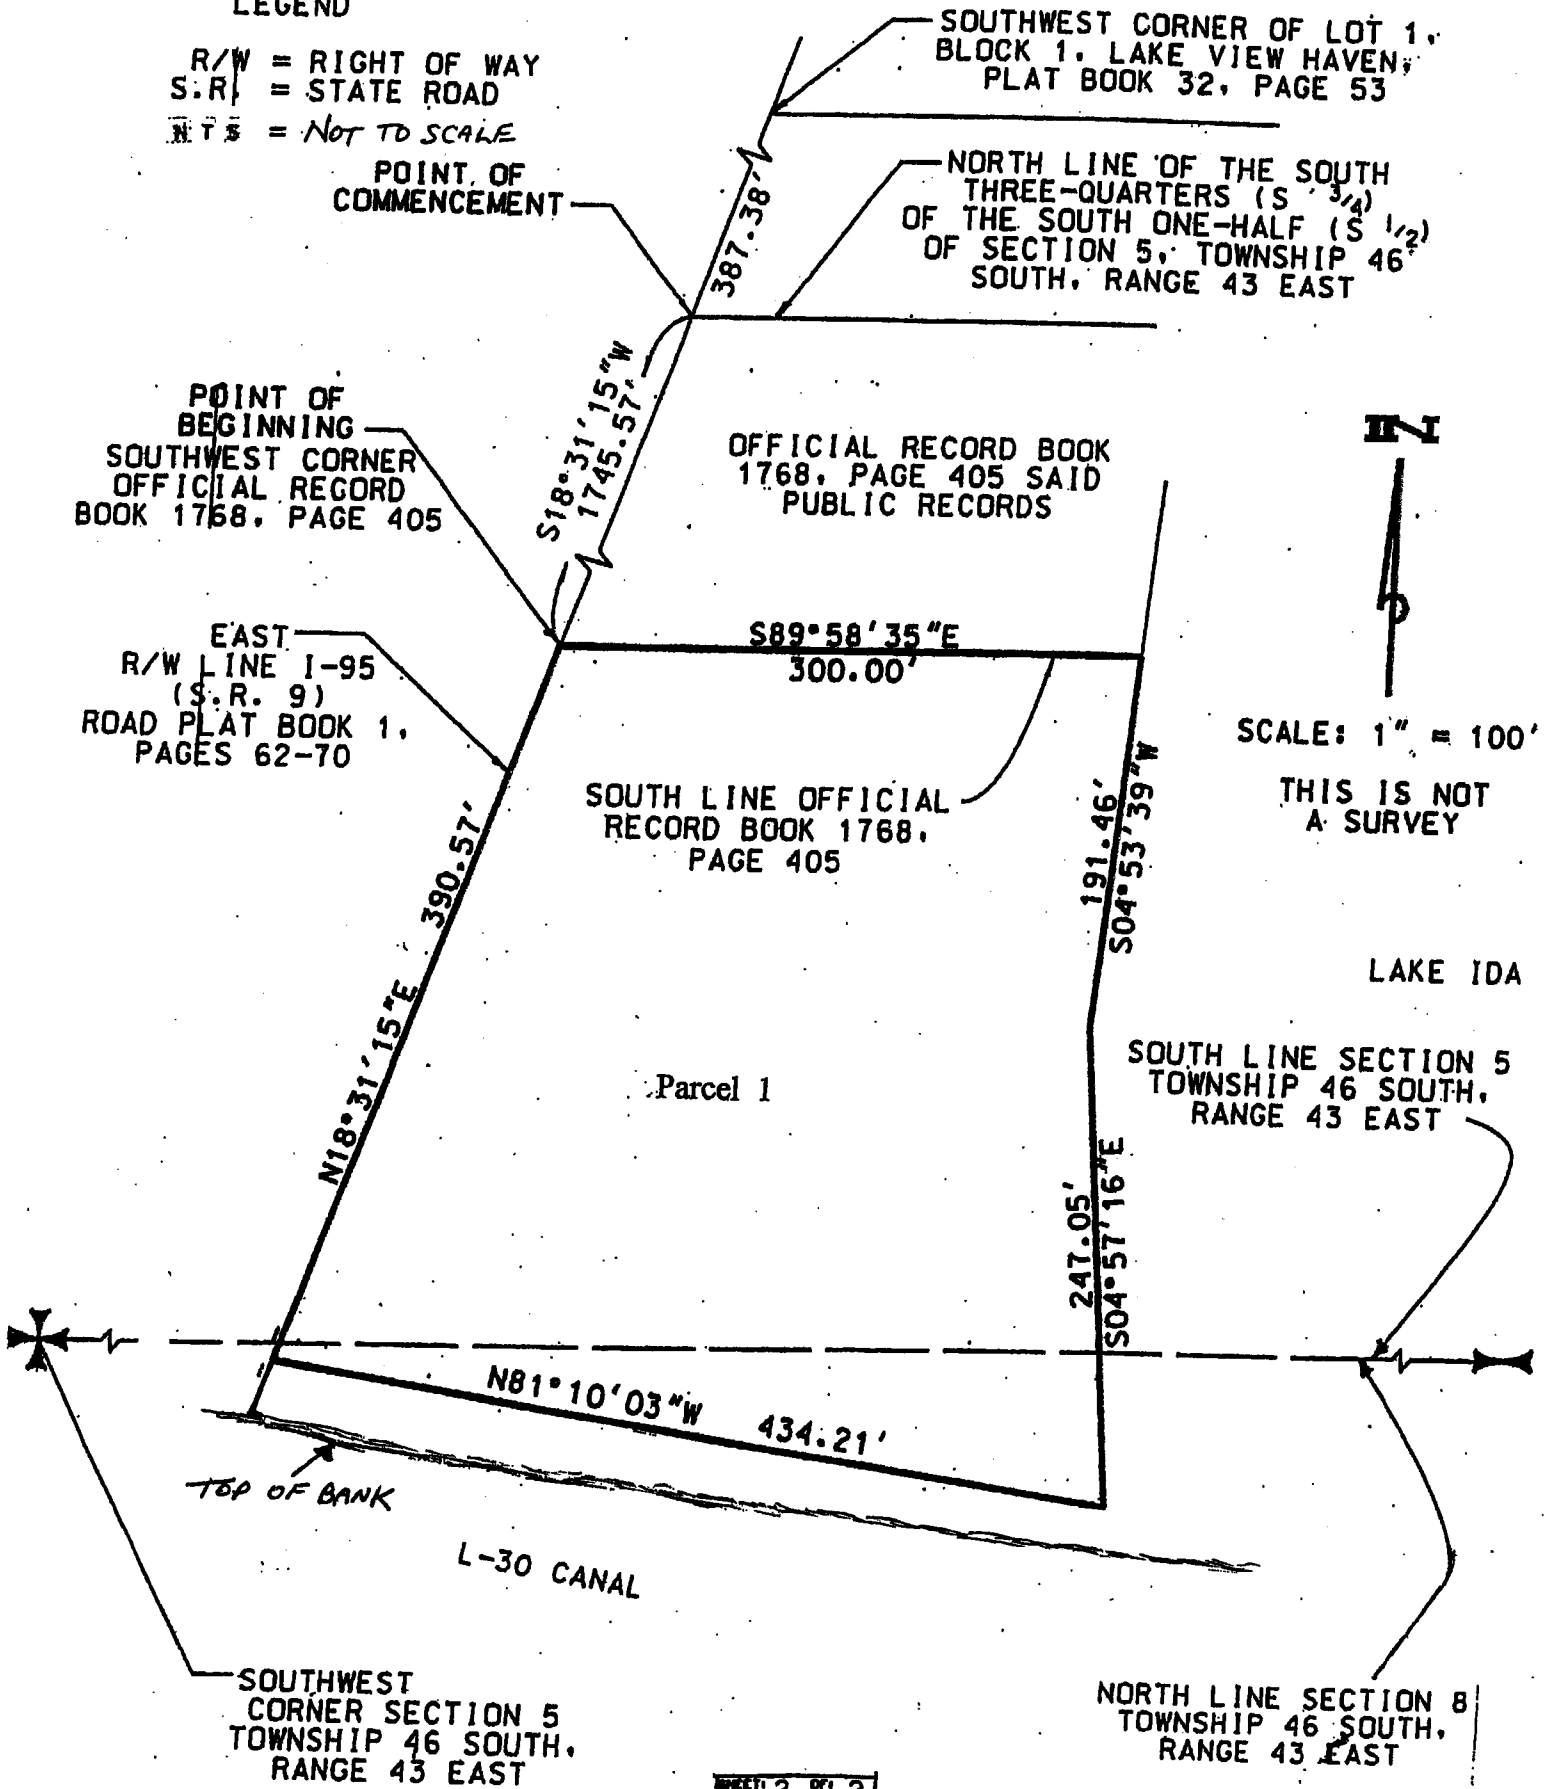 LEGEND
R/W = RIGHT OF WAY
S.R. = STATE ROAD
NTS = NOT TO SCALE
SOUTHWEST CORNER OF LOT 1,
BLOCK 1, LAKE VIEW HAVEN,
PLAT BOOK 32, PAGE 53
POINT OF
COMMENCEMENT
387.38'
NORTH LINE OF THE SOUTH
THREE-QUARTERS (S 3/4)
OF THE SOUTH ONE-HALF (S 1/2)
OF SECTION 5, TOWNSHIP 46
SOUTH, RANGE 43 EAST
S18°31'15"W
1745.57'
POINT OF
BEGINNING
SOUTHWEST CORNER
OFFICIAL RECORD
BOOK 1768, PAGE 405
OFFICIAL RECORD BOOK
1768, PAGE 405 SAID
PUBLIC RECORDS
N
EAST
R/W LINE I-95
(S.R. 9)
ROAD PLAT BOOK 1,
PAGES 62-70
S89°58'35"E
300.00'
SCALE: 1" = 100'
THIS IS NOT
A SURVEY
SOUTH LINE OFFICIAL
RECORD BOOK 1768,
PAGE 405
191.46'
S04°53'39"W
N18°31'15"E 390.57'
LAKE IDA
Parcel 1
SOUTH LINE SECTION 5
TOWNSHIP 46 SOUTH,
RANGE 43 EAST
247.05'
S04°57'16"E
N81°10'03"W 434.21'
TOP OF BANK
L-30 CANAL
SOUTHWEST
CORNER SECTION 5
TOWNSHIP 46 SOUTH,
RANGE 43 EAST
NORTH LINE SECTION 8
TOWNSHIP 46 SOUTH,
RANGE 43 EAST